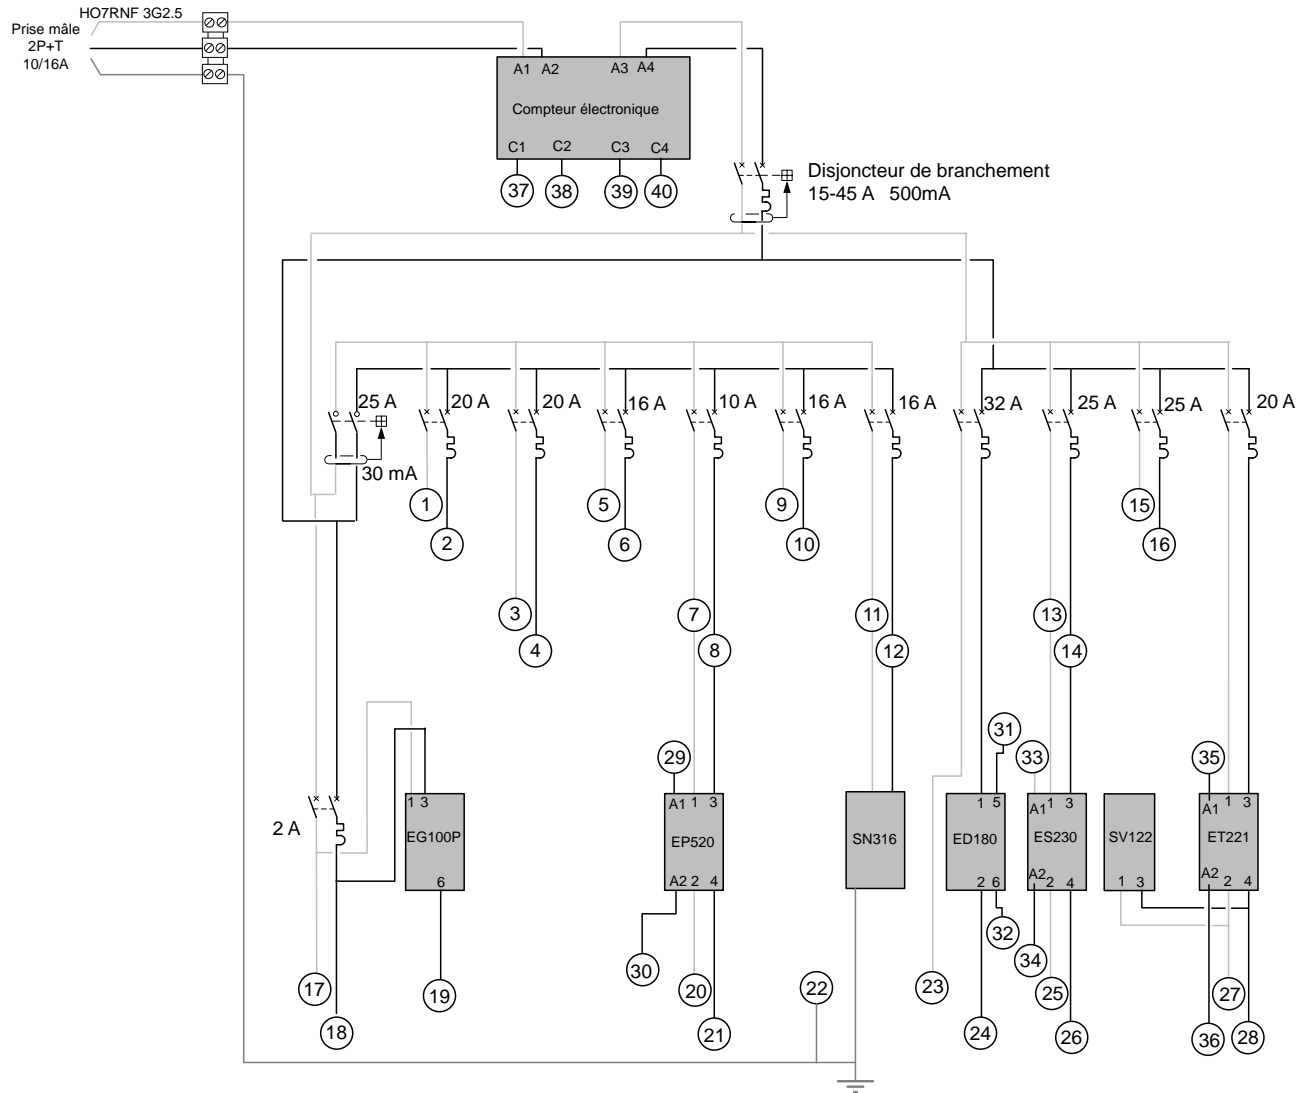 HO7RNF 3G2.5
Prise mâle
2P+T
10/16A
A1 A2 A3 A4
Compteur électronique
C1 C2 C3 C4
37 38 39 40
Disjoncteur de branchement
15-45 A 500mA
25 A 20 A 20 A 16 A 10 A 16 A 16 A 32 A 25 A 25 A 20 A
30 mA
1 5 9 15
2 6 10 16
3 7 11 13
4 8 12 14
31
29 33 35
1 3 A1 1 3 1 5 A1 1 3 A1 1 3
2 A
EG100P EP520 SN316 ED180 ES230 SV122 ET221
6 A2 2 4 2 6 A2 2 4 1 3 A2 2 4
32
30 34
17 19 20 22 23 25 27
18 21 24 26 36 28